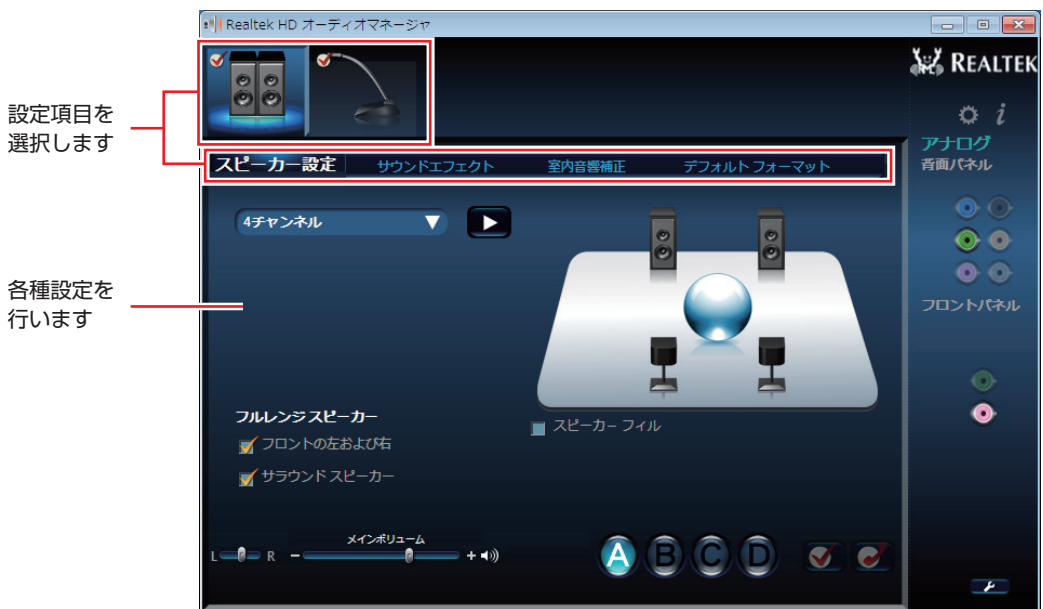 Realtek HD オーディオマネージャ
REALTEK
設定項目を
選択します
i
アナログ
背面パネル
スピーカー設定 サウンドエフェクト 室内音響補正 デフォルト フォーマット
4チャンネル
各種設定を
行います
フロントパネル
フルレンジ スピーカー
スピーカー フィル
フロントの左および右
サラウンド スピーカー
メインボリューム
L R - +
A B C D